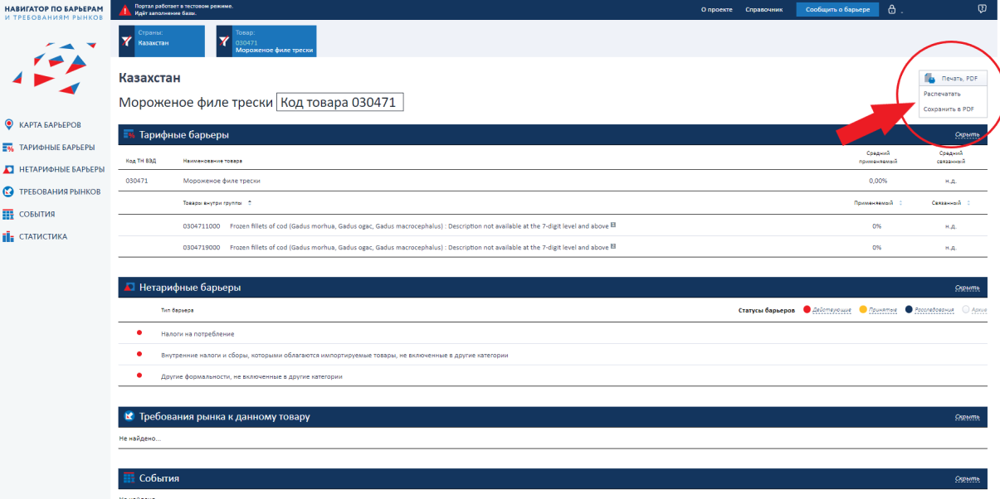 НАВИГАТОР ПО БАРЬЕРАМ
И ТРЕБОВАНИЯМ РЫНКОВ
Портал работает в тестовом режиме.
Идёт заполнение базы.
О проекте Справочник Сообщить о барьере
Страны:
Казахстан
Товар:
030471
Мороженое филе трески
Казахстан
Мороженое филе трески Код товара 030471
Печать, PDF
Распечатать
Сохранить в PDF
КАРТА БАРЬЕРОВ
ТАРИФНЫЕ БАРЬЕРЫ
НЕТАРИФНЫЕ БАРЬЕРЫ
ТРЕБОВАНИЯ РЫНКОВ
СОБЫТИЯ
СТАТИСТИКА
Тарифные барьеры Скрыть
Код ТН ВЭД Наименование товара Средний применяемый Средний связанный
030471 Мороженое филе трески 0,00% н.д.
Товары внутри группы Применяемый Связанный
0304711000 Frozen fillets of cod (Gadus morhua, Gadus ogac, Gadus macrocephalus) : Description not available at the 7-digit level and above 0% н.д.
0304719000 Frozen fillets of cod (Gadus morhua, Gadus ogac, Gadus macrocephalus) : Description not available at the 7-digit level and above 0% н.д.
Нетарифные барьеры Скрыть
Тип барьера Статусы барьеров Действующие Принятые Расследования Архив
Налоги на потребление
Внутренние налоги и сборы, которыми облагаются импортируемые товары, не включенные в другие категории
Другие формальности, не включенные в другие категории
Требования рынка к данному товару Скрыть
Не найдено...
События Скрыть